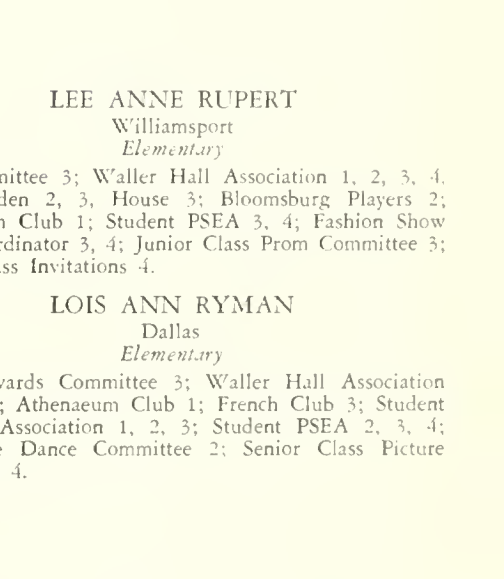 LEE ANNE RUPERT
Williamsport
Elementary
mittee 3; Waller Hall Association 1, 2, 3, 4,
den 2, 3, House 3; Bloomsburg Players 2;
n Club 1; Student PSEA 3, 4; Fashion Show
rdinator 3, 4; Junior Class Prom Committee 3;
ss Invitations 4.
LOIS ANN RYMAN
Dallas
Elementary
wards Committee 3; Waller Hall Association
; Athenaeum Club 1; French Club 3; Student
Association 1, 2, 3; Student PSEA 2, 3, 4;
e Dance Committee 2; Senior Class Picture
4.